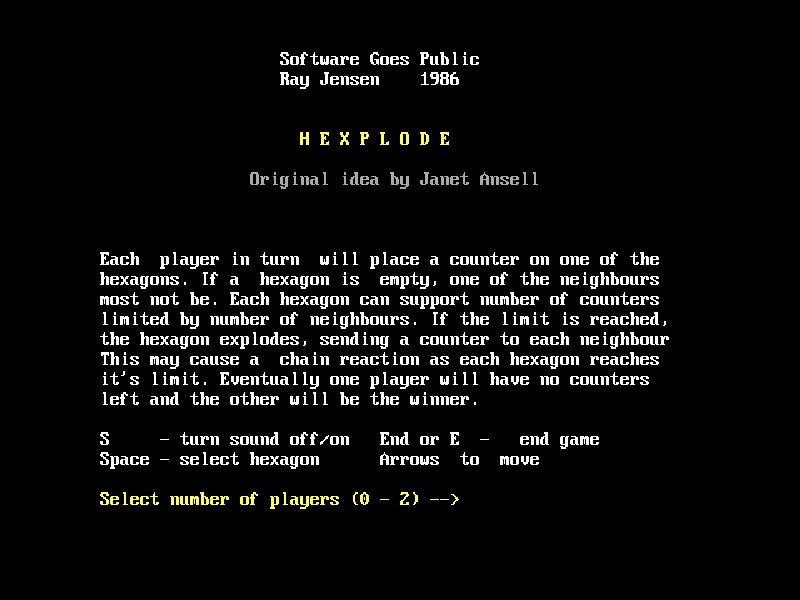 Software Goes Public
Ray Jensen    1986
H E X P L O D E
Original idea by Janet Ansell
Each  player in turn  will place a counter on one of the
hexagons. If a  hexagon is  empty, one of the neighbours
most not be. Each hexagon can support number of counters
limited by number of neighbours. If the limit is reached,
the hexagon explodes, sending a counter to each neighbour
This may cause a  chain reaction as each hexagon reaches
it's limit. Eventually one player will have no counters
left and the other will be the winner.
S     - turn sound off/on   End or E  -   end game
Space - select hexagon      Arrows  to  move
Select number of players (0 - 2) -->